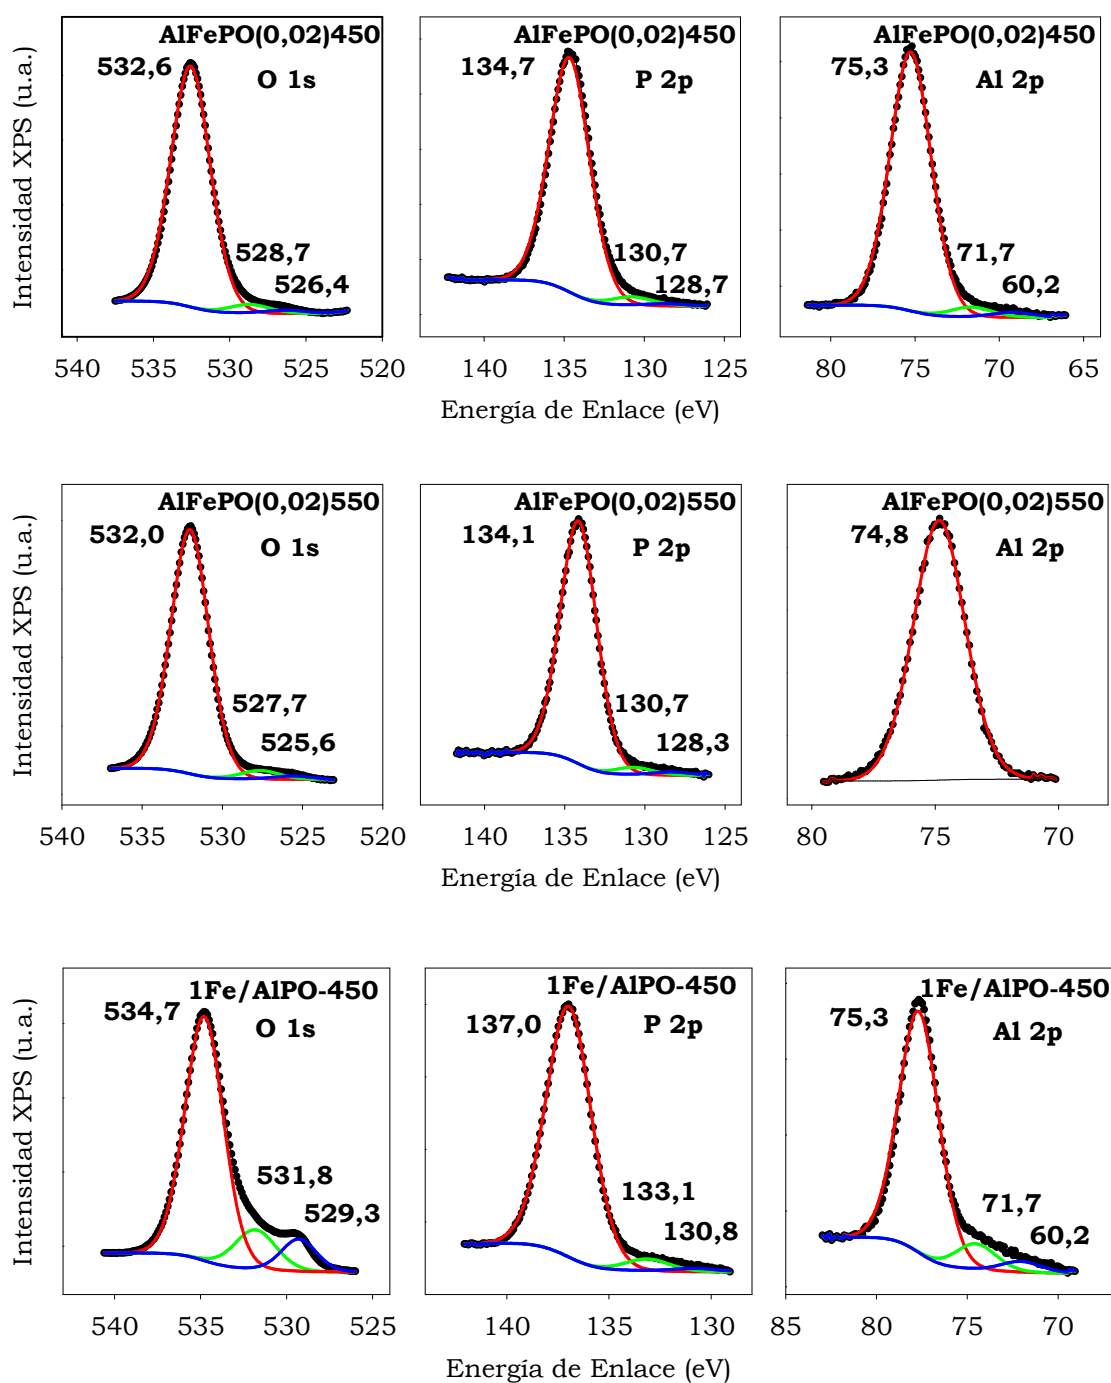 Intensidad XPS (u.a.)
AlFePO(0,02)450
532,6
O 1s
528,7
526,4
540 535 530 525 520
AlFePO(0,02)450
134,7
P 2p
130,7
128,7
140 135 130 125
AlFePO(0,02)450
75,3
Al 2p
71,7
60,2
80 75 70 65
Energía de Enlace (eV)
Intensidad XPS (u.a.)
AlFePO(0,02)550
532,0
O 1s
527,7
525,6
540 535 530 525 520
AlFePO(0,02)550
134,1
P 2p
130,7
128,3
140 135 130 125
AlFePO(0,02)550
74,8
Al 2p
80 75 70
Energía de Enlace (eV)
Intensidad XPS (u.a.)
1Fe/AlPO-450
534,7
O 1s
531,8
529,3
540 535 530 525
1Fe/AlPO-450
137,0
P 2p
133,1
130,8
140 135 130
1Fe/AlPO-450
75,3
Al 2p
71,7
60,2
85 80 75 70
Energía de Enlace (eV)